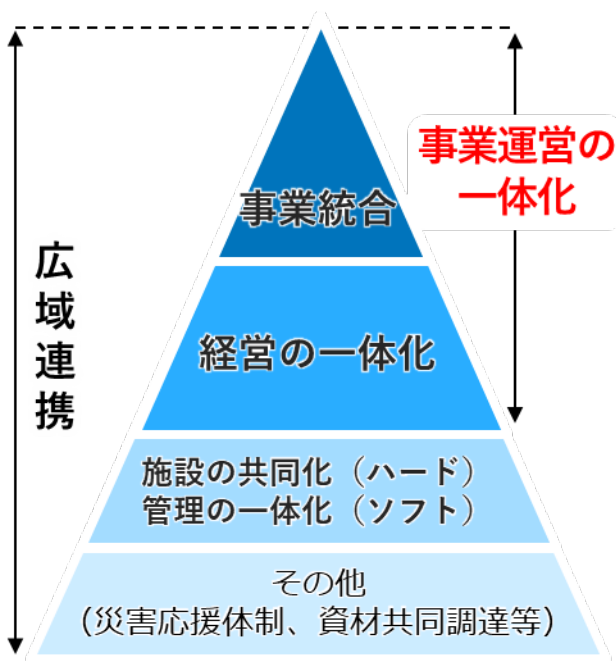 事業運営の
一体化
事業統合
広域連携
経営の一体化
施設の共同化（ハード）
管理の一体化（ソフト）
その他
（災害応援体制、資材共同調達等）